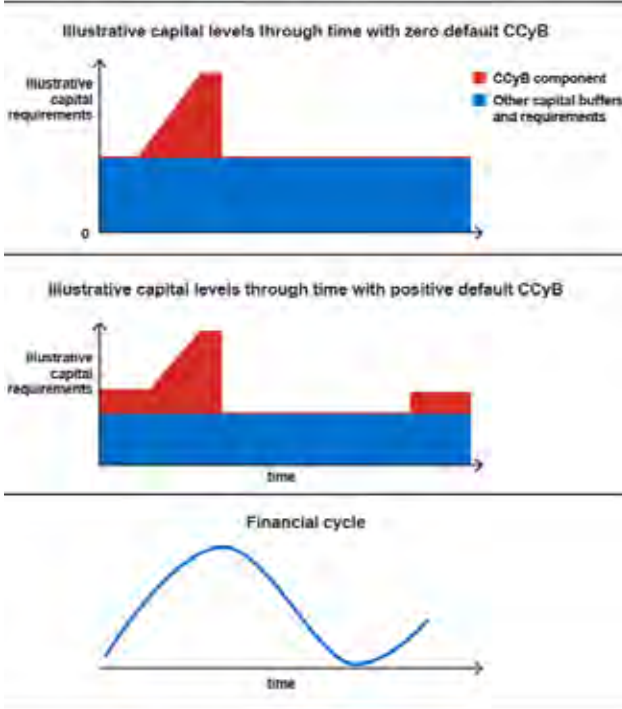 Illustrative capital levels through time with zero default CCyB
Illustrative
capital
requirements
CCyB component
Other capital buffers
and requirements
0
Illustrative capital levels through time with positive default CCyB
Illustrative
capital
requirements
time
Financial cycle
time